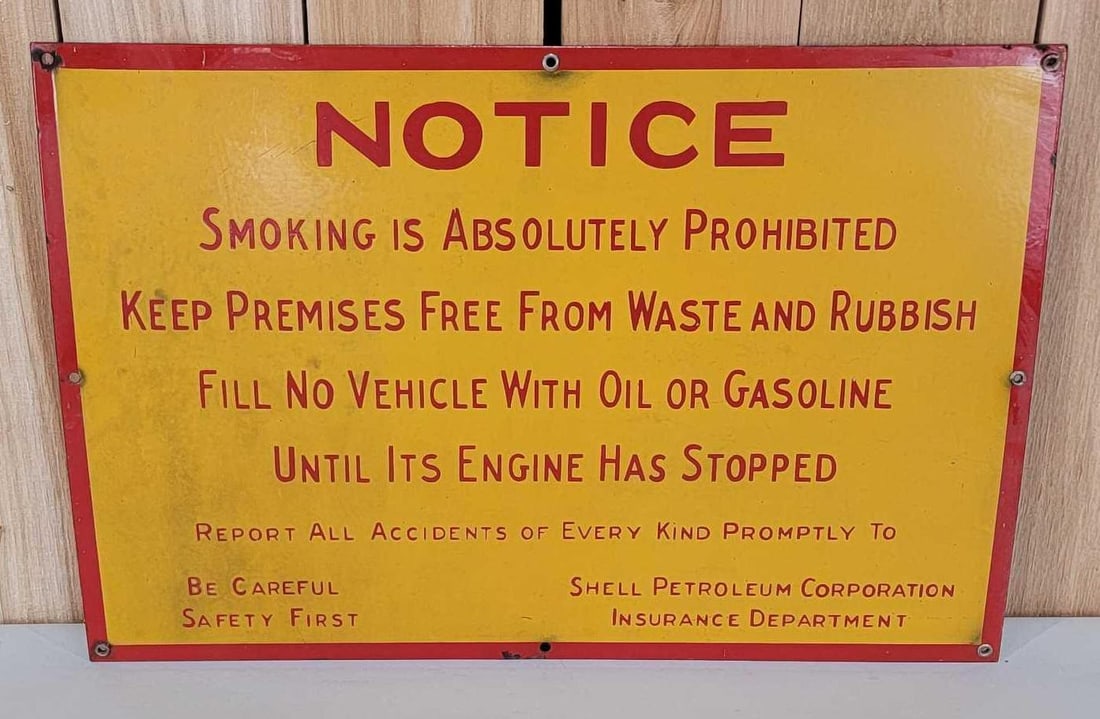 NOTICE
SMOKING IS ABSOLUTELY PROHIBITED
KEEP PREMISES FREE FROM WASTE AND RUBBISH
FILL NO VEHICLE WITH OIL OR GASOLINE
UNTIL ITS ENGINE HAS STOPPED
REPORT ALL ACCIDENTS OF EVERY KIND PROMPTLY TO
BE CAREFUL
SAFETY FIRST
SHELL PETROLEUM CORPORATION
INSURANCE DEPARTMENT